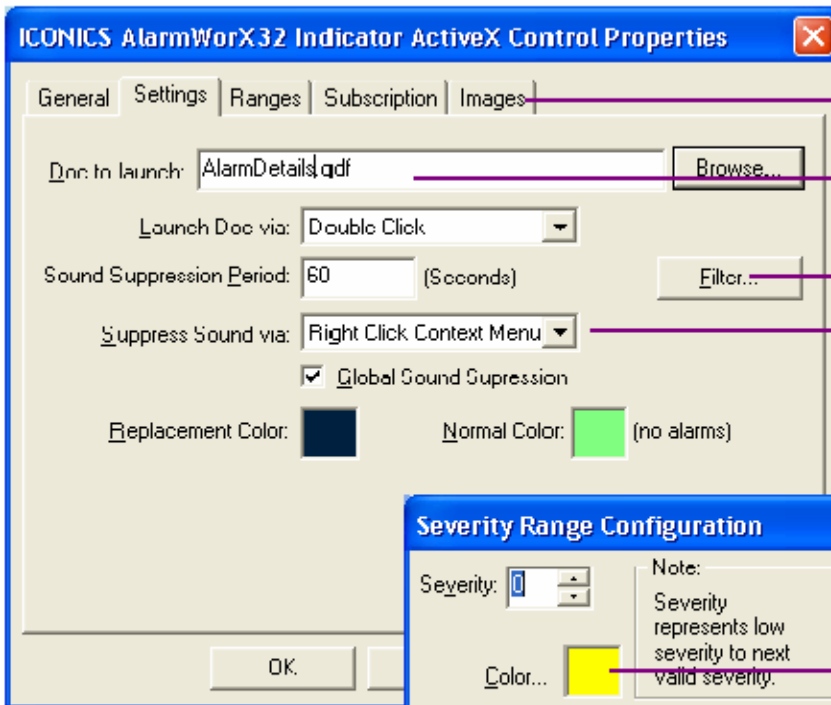 ICONICS AlarmWorX32 Indicator ActiveX Control Properties
General Settings Ranges Subscription Images
Doc to launch: AlarmDetails.gdf Browse...
Launch Doc via: Double Click
Sound Suppression Period: 60 (Seconds) Filter...
Suppress Sound via: Right Click Context Menu
Global Sound Supression
Replacement Color: Normal Color: (no alarms)
Severity Range Configuration
Severity: 0
Note:
Severity
represents low
severity to next
valid severity.
Color...
OK